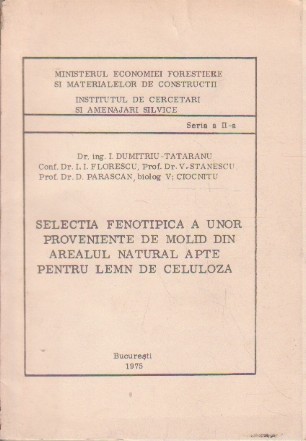 MINISTERUL ECONOMIEI FORESTIERE
SI MATERIALELOR DE CONSTRUCTII
INSTITUTUL DE CERCETARI
SI AMENAJARI SILVICE
Seria a II-a
Dr. ing. I. DUMITRIU-TATARANU
Conf. Dr. I. I. FLORESCU, Prof. Dr. V. STANESCU
Prof. Dr. D. PARASCAN, biolog V. CIOCNITU
SELECTIA FENOTIPICA A UNOR
PROVENIENTE DE MOLID DIN
AREALUL NATURAL APTE
PENTRU LEMN DE CELULOZA
Bucureşti
1975